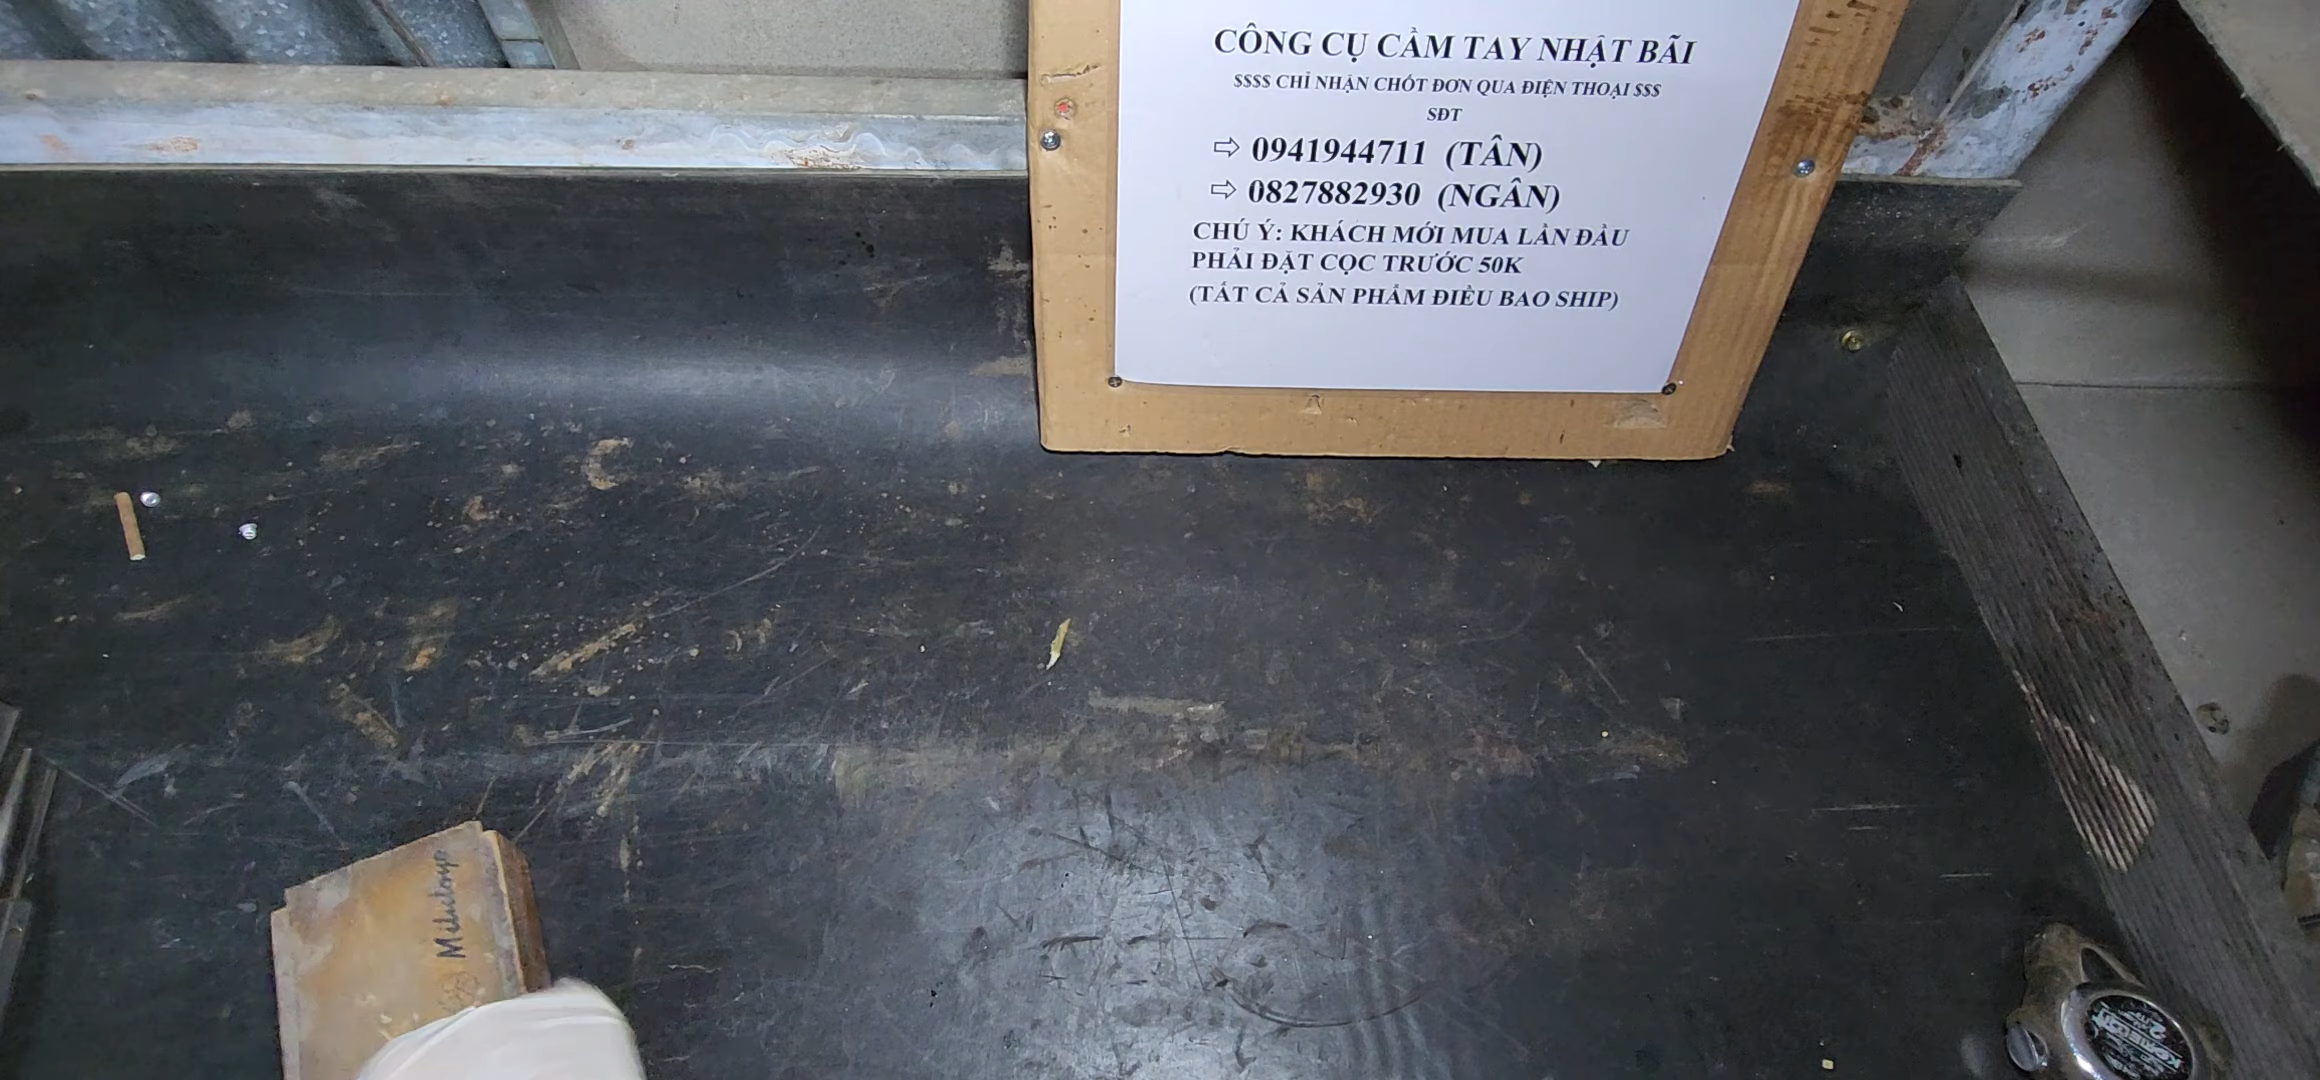 CÔNG CỤ CẦM TAY NHẬT BÃI
$$$$ CHỈ NHẬN CHỐT ĐƠN QUA ĐIỆN THOẠI $$$
SĐT
⇨ 0941944711 (TÂN)
⇨ 0827882930 (NGÂN)
CHÚ Ý: KHÁCH MỚI MUA LẦN ĐẦU
PHẢI ĐẶT CỌC TRƯỚC 50K
(TẤT CẢ SẢN PHẨM ĐIỀU BAO SHIP)
Mitutoyo